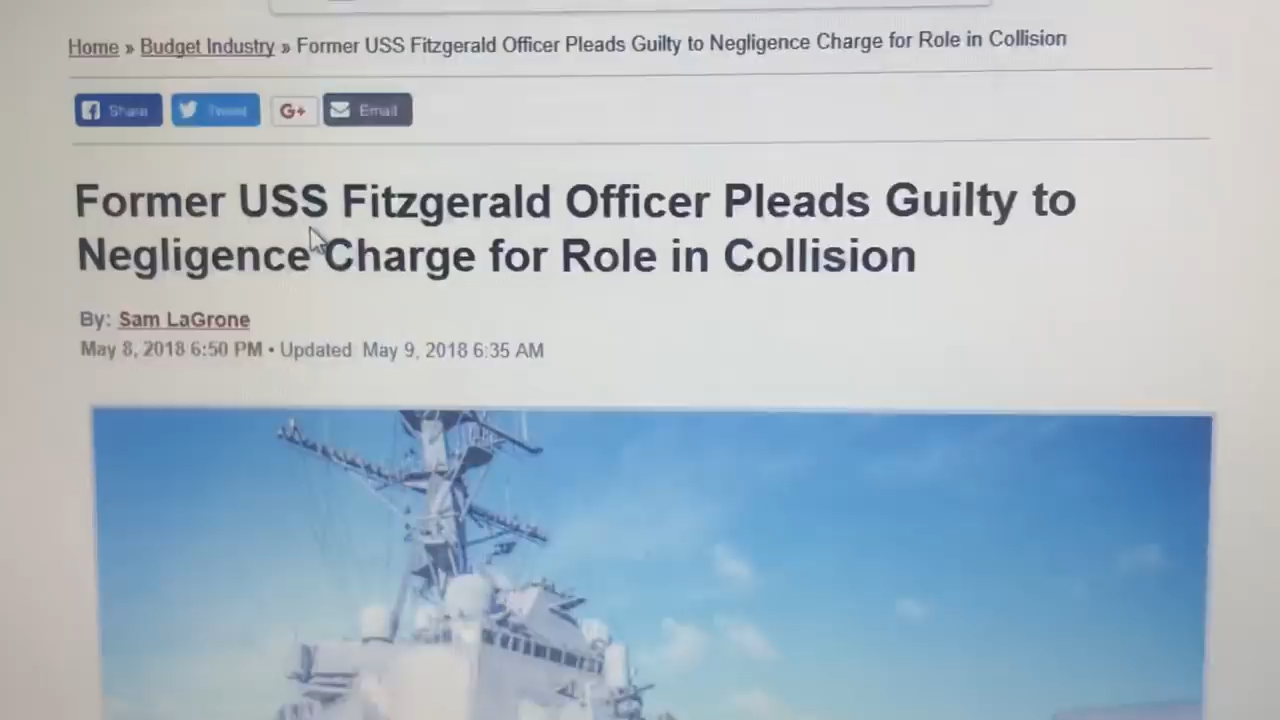 Home » Budget Industry » Former USS Fitzgerald Officer Pleads Guilty to Negligence Charge for Role in Collision
Share Tweet G+ Email
Former USS Fitzgerald Officer Pleads Guilty to
Negligence Charge for Role in Collision
By: Sam LaGrone
May 8, 2018 6:50 PM • Updated May 9, 2018 6:35 AM